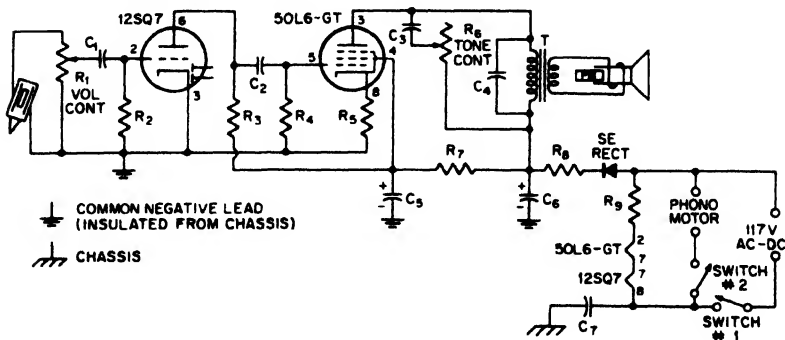 12SQ7
6
50L6-GT
3
C1
2
3
R1
VOL
CONT
R2
C2
R3
R4
5
4
8
R5
C3
R6
TONE
CONT
C4
T
PM
R7
R8
SE
RECT
C5
+
-
C6
+
-
R9
PHONO
MOTOR
117V
AC-DC
50L6-GT
2
7
12SQ7
7
8
SWITCH
#2
SWITCH
#1
C7
COMMON NEGATIVE LEAD
(INSULATED FROM CHASSIS)
CHASSIS